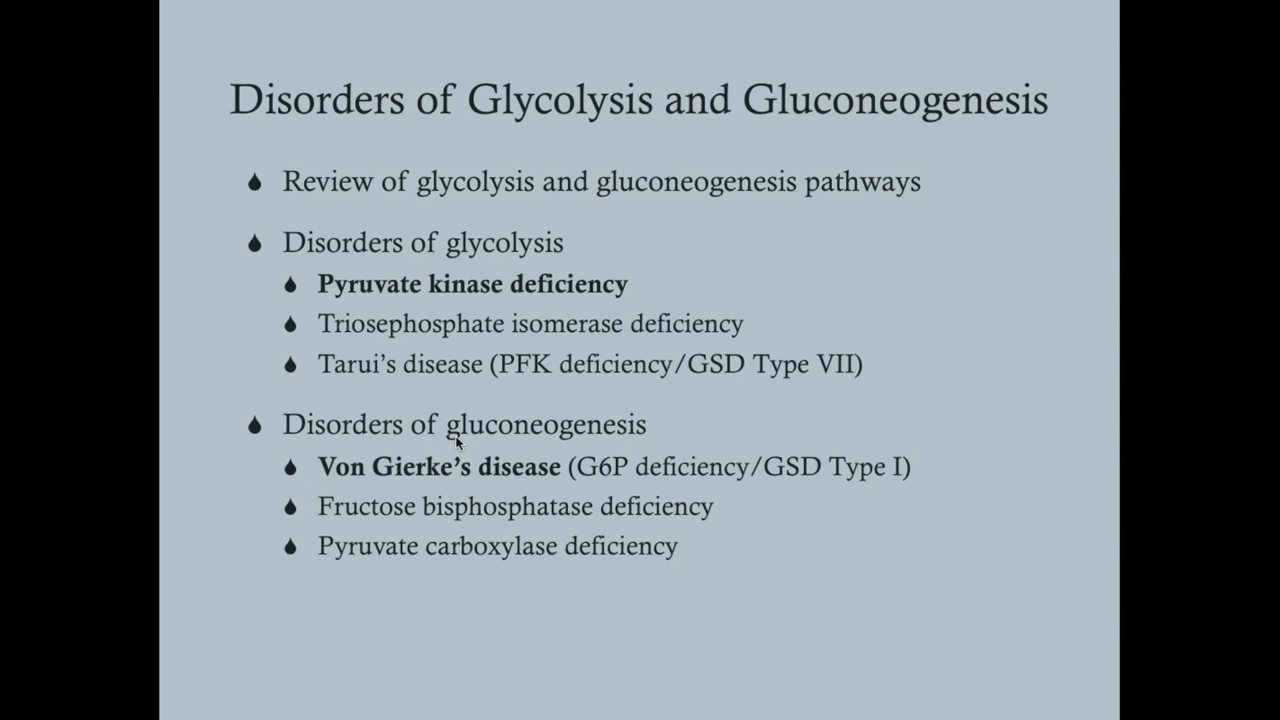 Disorders of Glycolysis and Gluconeogenesis
Review of glycolysis and gluconeogenesis pathways
Disorders of glycolysis
Pyruvate kinase deficiency
Triosephosphate isomerase deficiency
Tarui’s disease (PFK deficiency/GSD Type VII)
Disorders of gluconeogenesis
Von Gierke’s disease (G6P deficiency/GSD Type I)
Fructose bisphosphatase deficiency
Pyruvate carboxylase deficiency